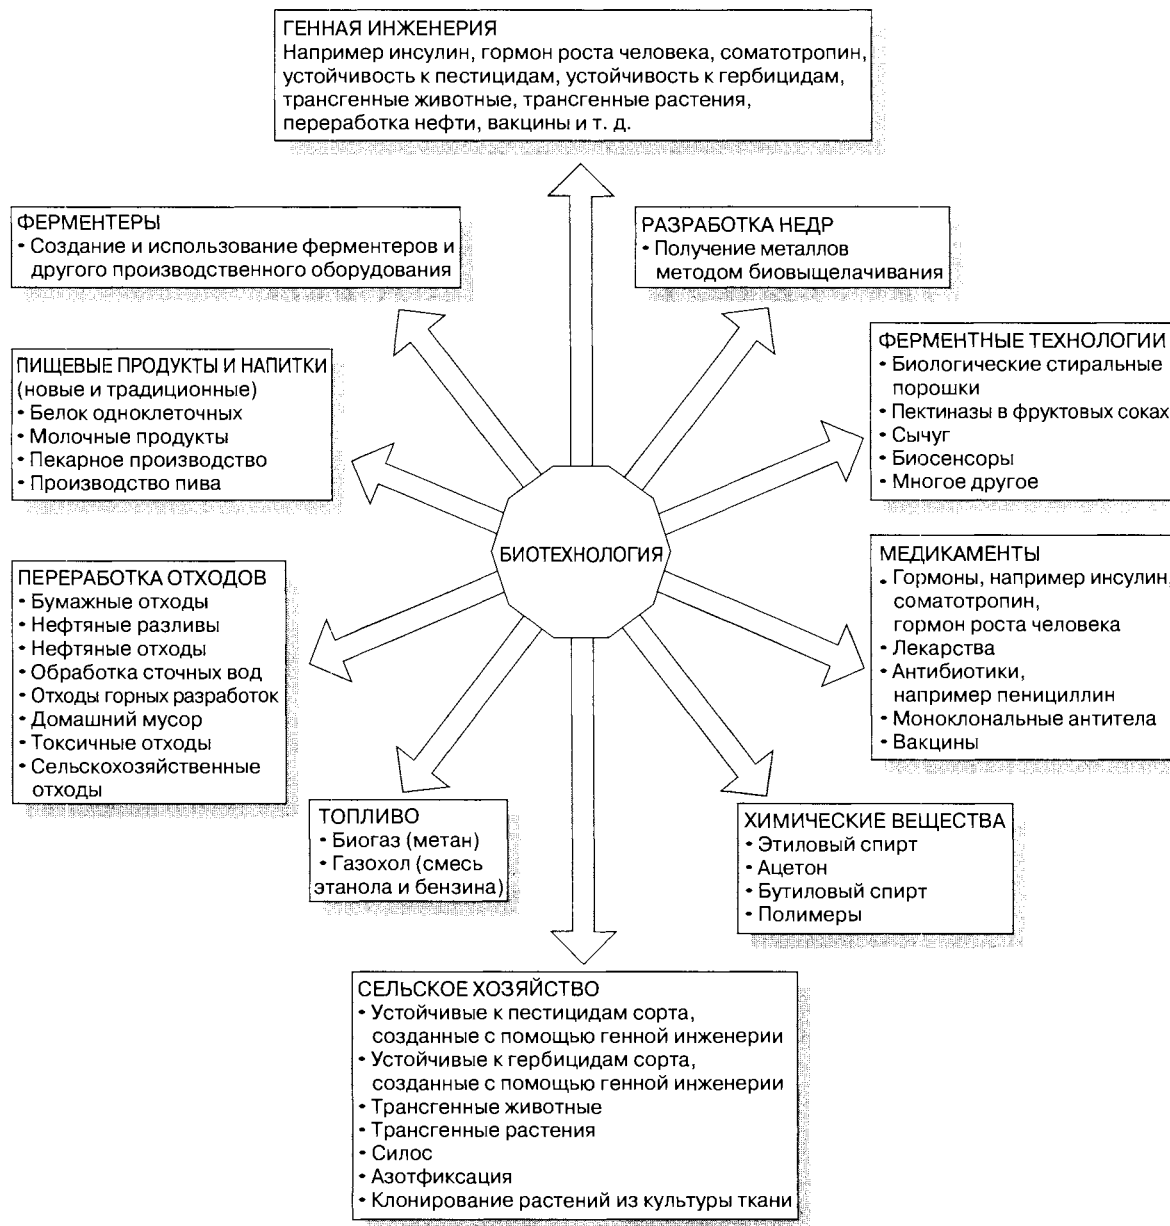 ГЕННАЯ ИНЖЕНЕРИЯ
Например инсулин, гормон роста человека, соматотропин,
устойчивость к пестицидам, устойчивость к гербицидам,
трансгенные животные, трансгенные растения,
переработка нефти, вакцины и т. д.
ФЕРМЕНТЕРЫ
• Создание и использование ферментеров и
другого производственного оборудования
РАЗРАБОТКА НЕДР
• Получение металлов
методом биовыщелачивания
ПИЩЕВЫЕ ПРОДУКТЫ И НАПИТКИ
(новые и традиционные)
• Белок одноклеточных
• Молочные продукты
• Пекарное производство
• Производство пива
ФЕРМЕНТНЫЕ ТЕХНОЛОГИИ
• Биологические стиральные
порошки
• Пектиназы в фруктовых соках
• Сычуг
• Биосенсоры
• Многое другое
БИОТЕХНОЛОГИЯ
ПЕРЕРАБОТКА ОТХОДОВ
• Бумажные отходы
• Нефтяные разливы
• Нефтяные отходы
• Обработка сточных вод
• Отходы горных разработок
• Домашний мусор
• Токсичные отходы
• Сельскохозяйственные
отходы
МЕДИКАМЕНТЫ
• Гормоны, например инсулин,
соматотропин,
гормон роста человека
• Лекарства
• Антибиотики,
например пенициллин
• Моноклональные антитела
• Вакцины
ТОПЛИВО
• Биогаз (метан)
• Газохол (смесь
этанола и бензина)
ХИМИЧЕСКИЕ ВЕЩЕСТВА
• Этиловый спирт
• Ацетон
• Бутиловый спирт
• Полимеры
СЕЛЬСКОЕ ХОЗЯЙСТВО
• Устойчивые к пестицидам сорта,
созданные с помощью генной инженерии
• Устойчивые к гербицидам сорта,
созданные с помощью генной инженерии
• Трансгенные животные
• Трансгенные растения
• Силос
• Азотфиксация
• Клонирование растений из культуры ткани